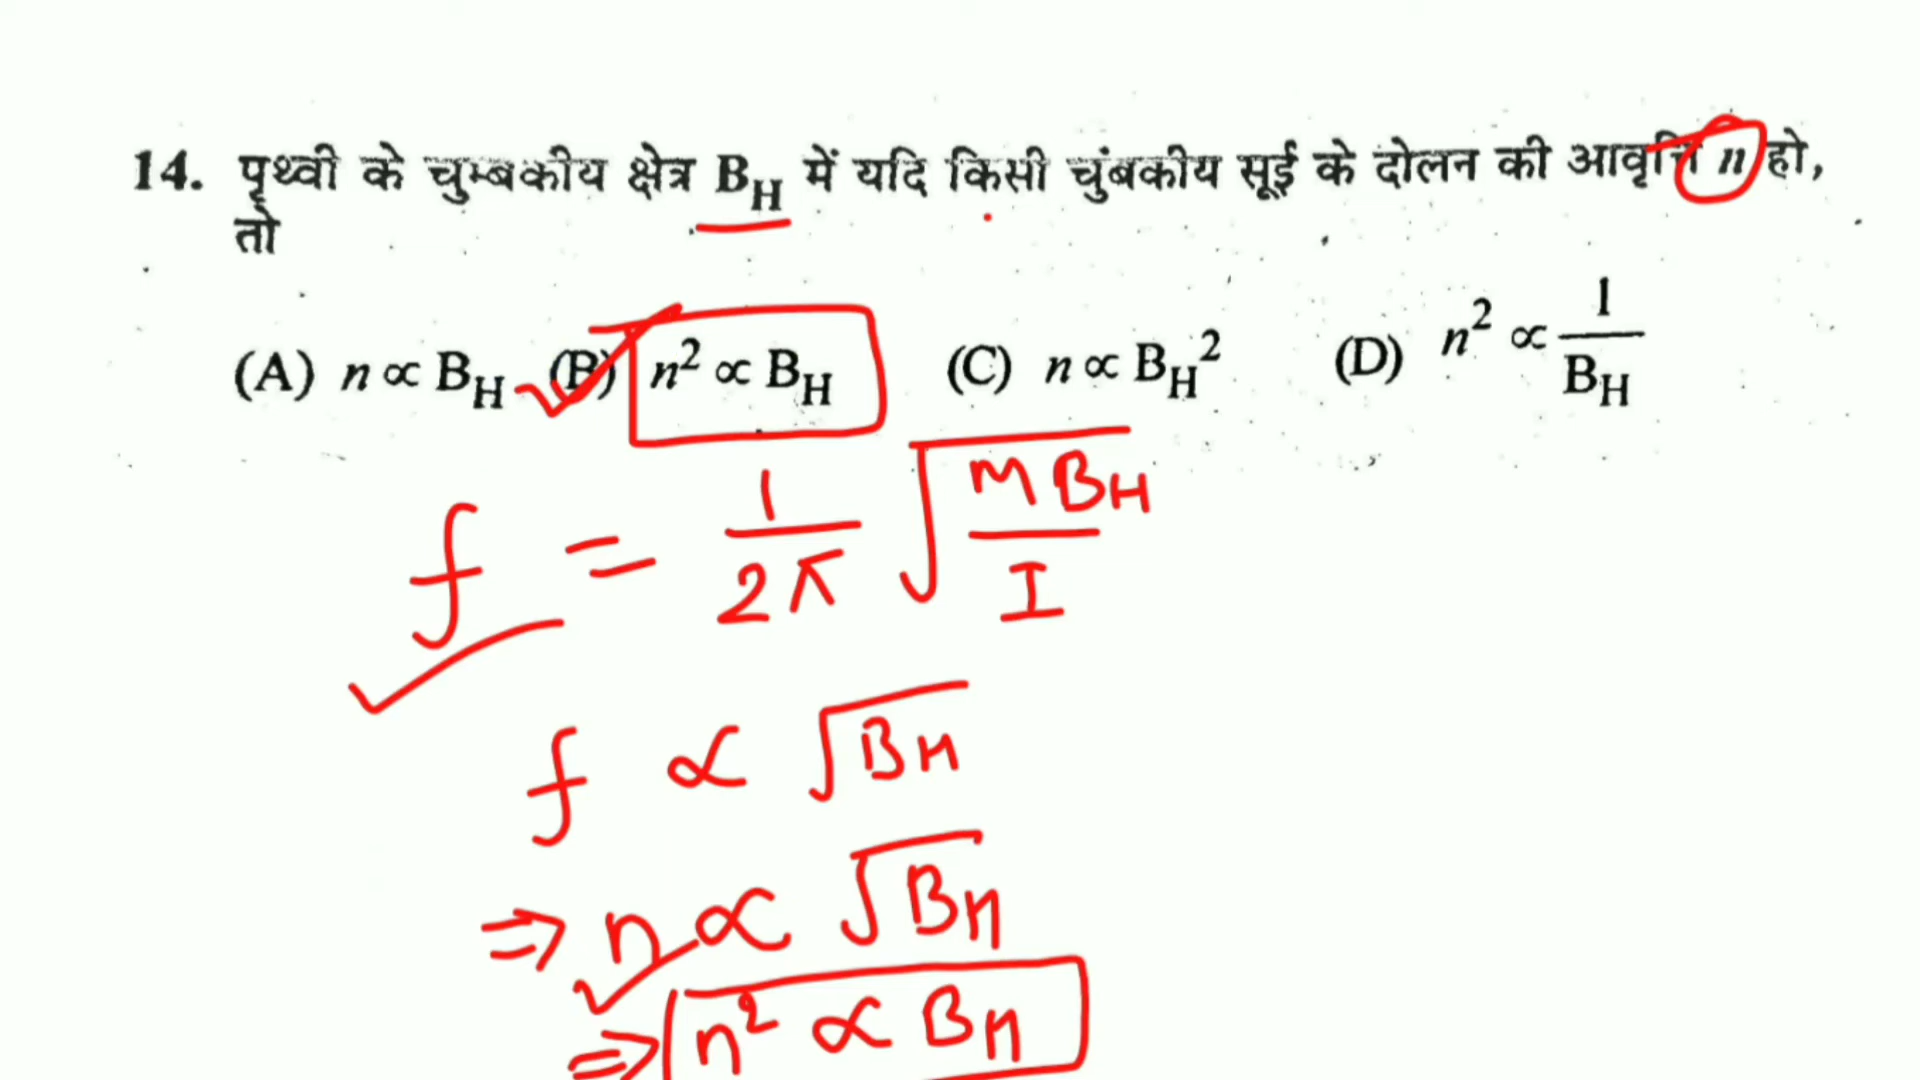 14. पृथ्वी के चुम्बकीय क्षेत्र B_H में यदि किसी चुंबकीय सूई के दोलन की आवृत्ति n हो,
तो
(A) n ∝ B_H (B) n² ∝ B_H (C) n ∝ B_H² (D) n² ∝ 1/B_H
f = 1/2π √(MB_H/I)
f ∝ √B_H
⇒ n ∝ √B_H
⇒ n² ∝ B_H